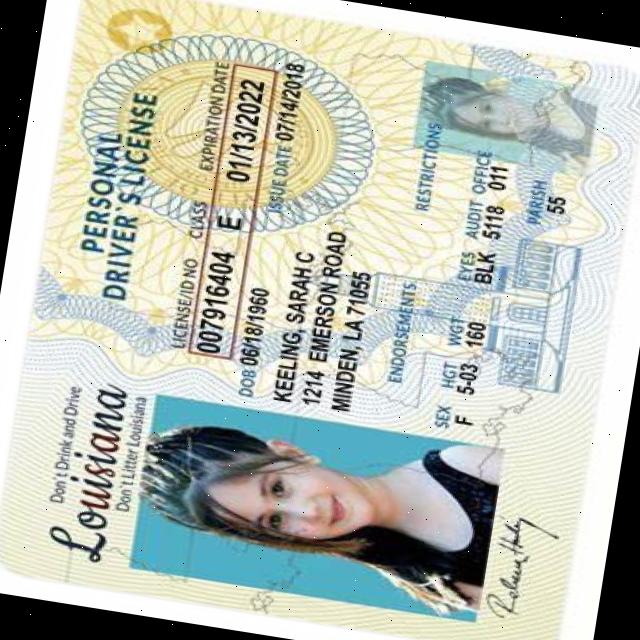 Don't Drink and Drive
Louisiana
Don't Litter Louisiana
PERSONAL
DRIVER'S LICENSE
LICENSE/ID NO. CLASS EXPIRATION DATE
007916404 E 01/13/2022
DOB 06/18/1960 ISSUE DATE 07/14/2018
KEELING, SARAH C
1214 EMERSON ROAD
MINDEN, LA 71055
ENDORSEMENTS RESTRICTIONS
SEX HGT WGT EYES AUDIT OFFICE
F 5-03 160 BLK 5118 011
PARISH
55